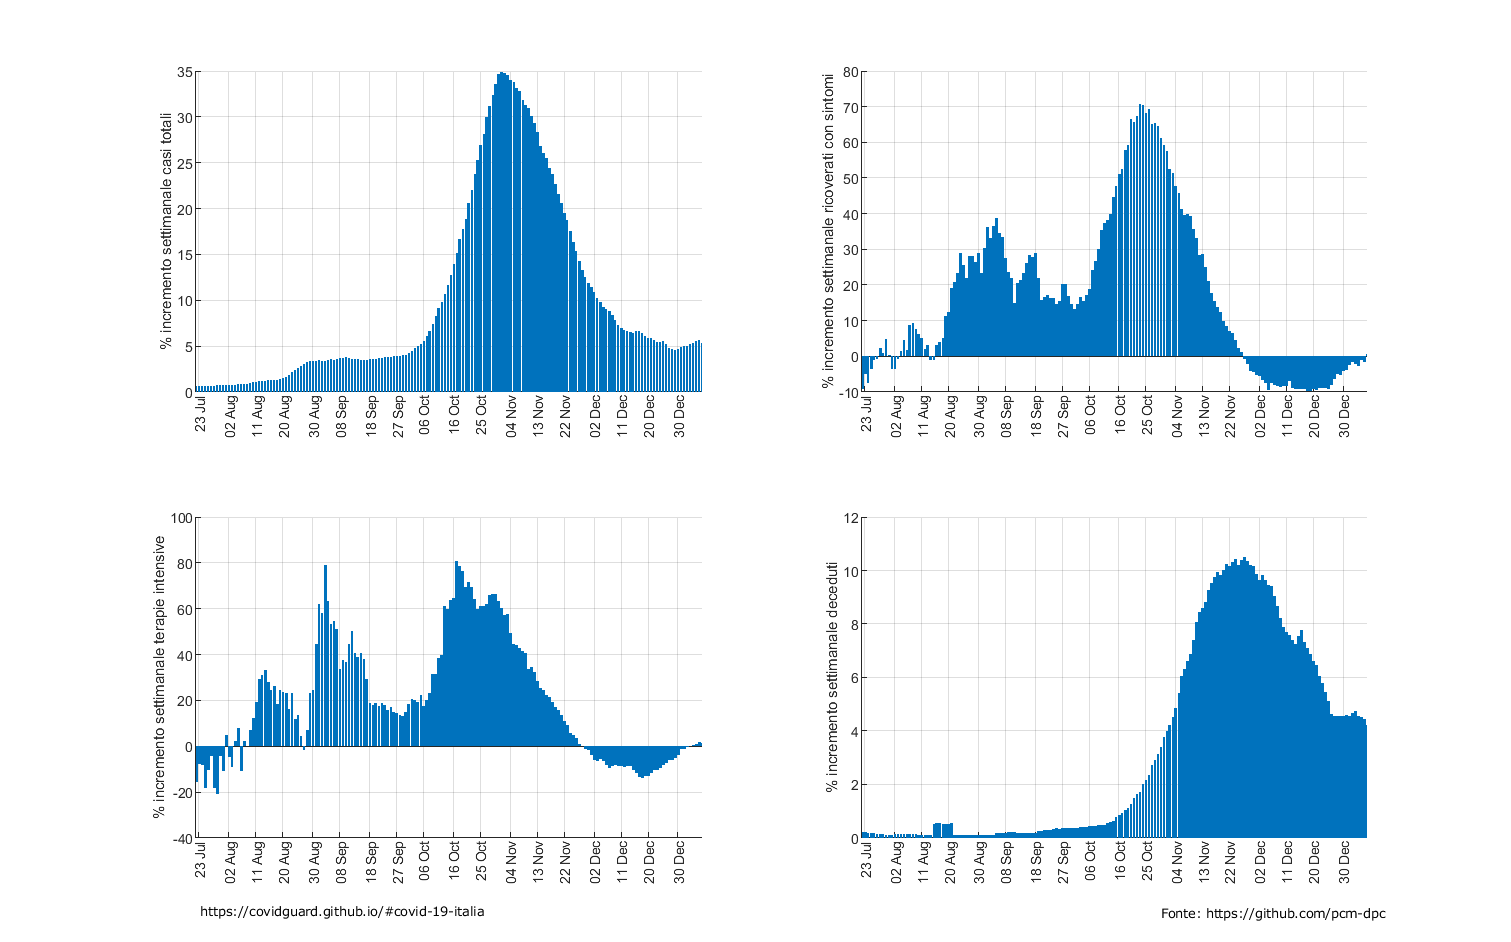 % incremento settimanale casi totali
35
30
25
20
15
10
5
0
23 Jul
02 Aug
11 Aug
20 Aug
30 Aug
08 Sep
18 Sep
27 Sep
06 Oct
16 Oct
25 Oct
04 Nov
13 Nov
22 Nov
02 Dec
11 Dec
20 Dec
30 Dec
% incremento settimanale ricoverati con sintomi
80
70
60
50
40
30
20
10
0
-10
23 Jul
02 Aug
11 Aug
20 Aug
30 Aug
08 Sep
18 Sep
27 Sep
06 Oct
16 Oct
25 Oct
04 Nov
13 Nov
22 Nov
02 Dec
11 Dec
20 Dec
30 Dec
% incremento settimanale terapie intensive
100
80
60
40
20
0
-20
-40
23 Jul
02 Aug
11 Aug
20 Aug
30 Aug
08 Sep
18 Sep
27 Sep
06 Oct
16 Oct
25 Oct
04 Nov
13 Nov
22 Nov
02 Dec
11 Dec
20 Dec
30 Dec
% incremento settimanale deceduti
12
10
8
6
4
2
0
23 Jul
02 Aug
11 Aug
20 Aug
30 Aug
08 Sep
18 Sep
27 Sep
06 Oct
16 Oct
25 Oct
04 Nov
13 Nov
22 Nov
02 Dec
11 Dec
20 Dec
30 Dec
https://covidguard.github.io/#covid-19-italia
Fonte: https://github.com/pcm-dpc